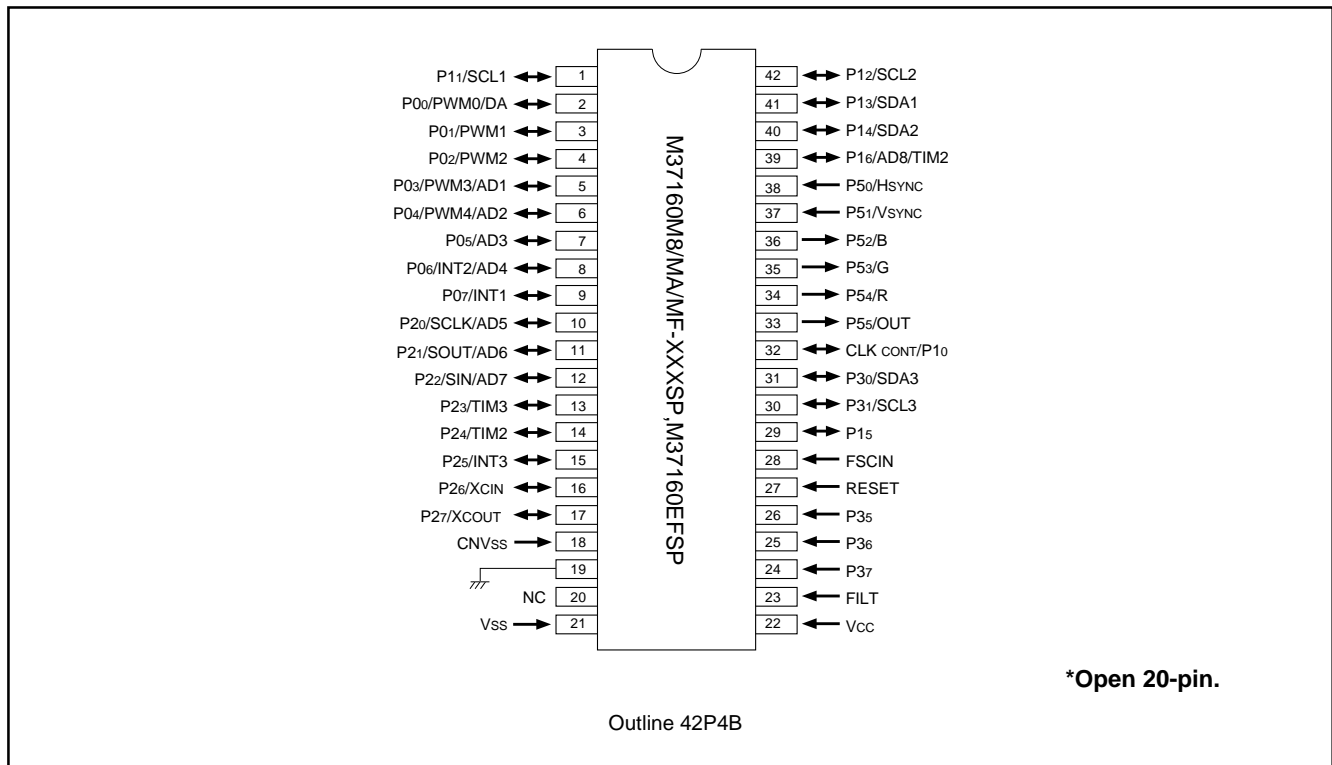 P11/SCL1 1 42 P12/SCL2
P00/PWM0/DA 2 41 P13/SDA1
P01/PWM1 3 40 P14/SDA2
P02/PWM2 4 39 P16/AD8/TIM2
P03/PWM3/AD1 5 38 P50/HSYNC
P04/PWM4/AD2 6 37 P51/VSYNC
P05/AD3 7 36 P52/B
P06/INT2/AD4 8 35 P53/G
P07/INT1 9 34 P54/R
P20/SCLK/AD5 10 33 P55/OUT
P21/SOUT/AD6 11 32 CLK CONT/P10
P22/SIN/AD7 12 31 P30/SDA3
P23/TIM3 13 30 P31/SCL3
P24/TIM2 14 29 P15
P25/INT3 15 28 FSCIN
P26/XCIN 16 27 RESET
P27/XCOUT 17 26 P35
CNVSS 18 25 P36
19 24 P37
NC 20 23 FILT
VSS 21 22 VCC
M37160M8/MA/MF-XXXSP,M37160EFSP
*Open 20-pin.
Outline 42P4B